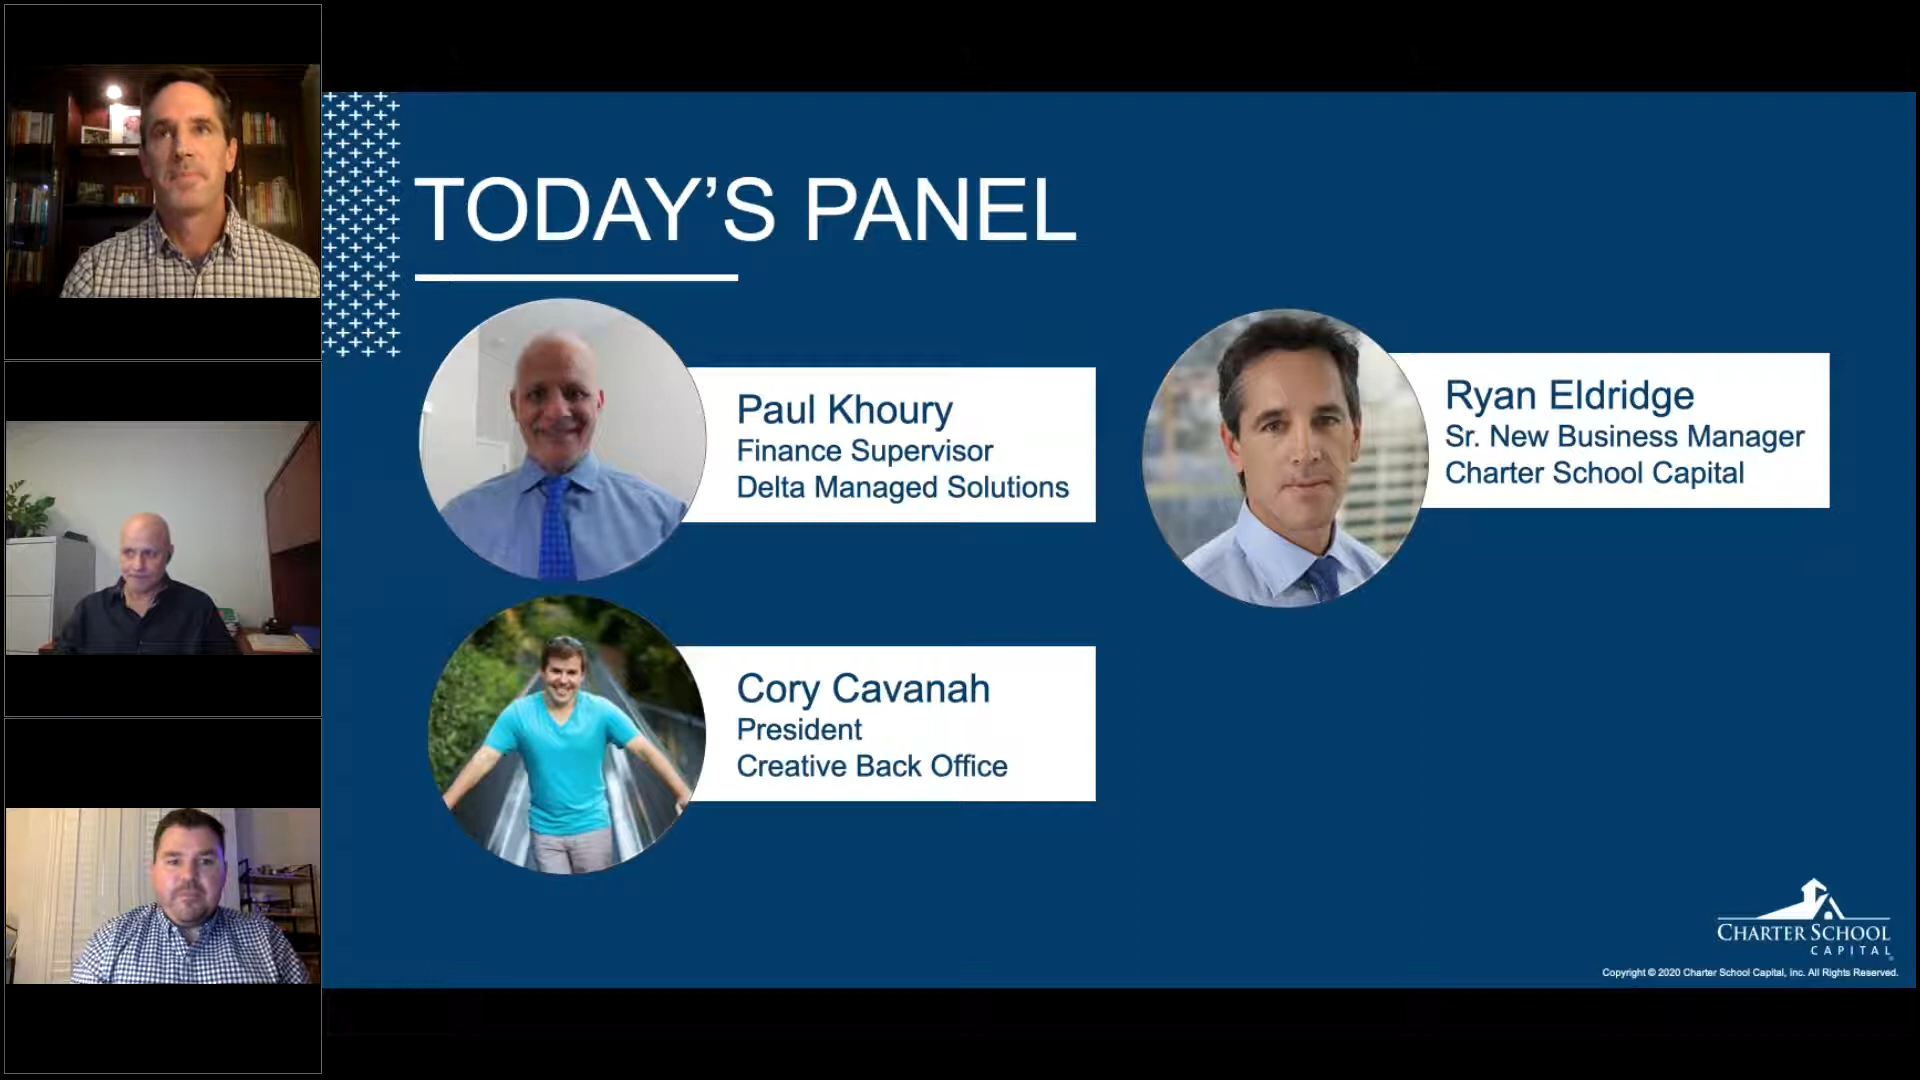 TODAY'S PANEL
Paul Khoury
Finance Supervisor
Delta Managed Solutions
Ryan Eldridge
Sr. New Business Manager
Charter School Capital
Cory Cavanah
President
Creative Back Office
CHARTER SCHOOL
CAPITAL
Copyright © 2020 Charter School Capital, Inc. All Rights Reserved.